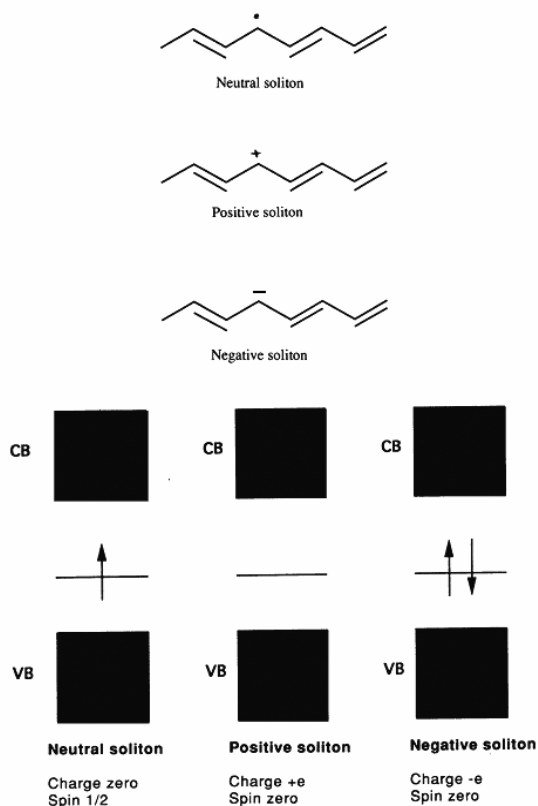 Neutral soliton
+
Positive soliton
−
Negative soliton
CB CB CB
VB VB VB
Neutral soliton Positive soliton Negative soliton
Charge zero Charge +e Charge -e
Spin 1/2 Spin zero Spin zero